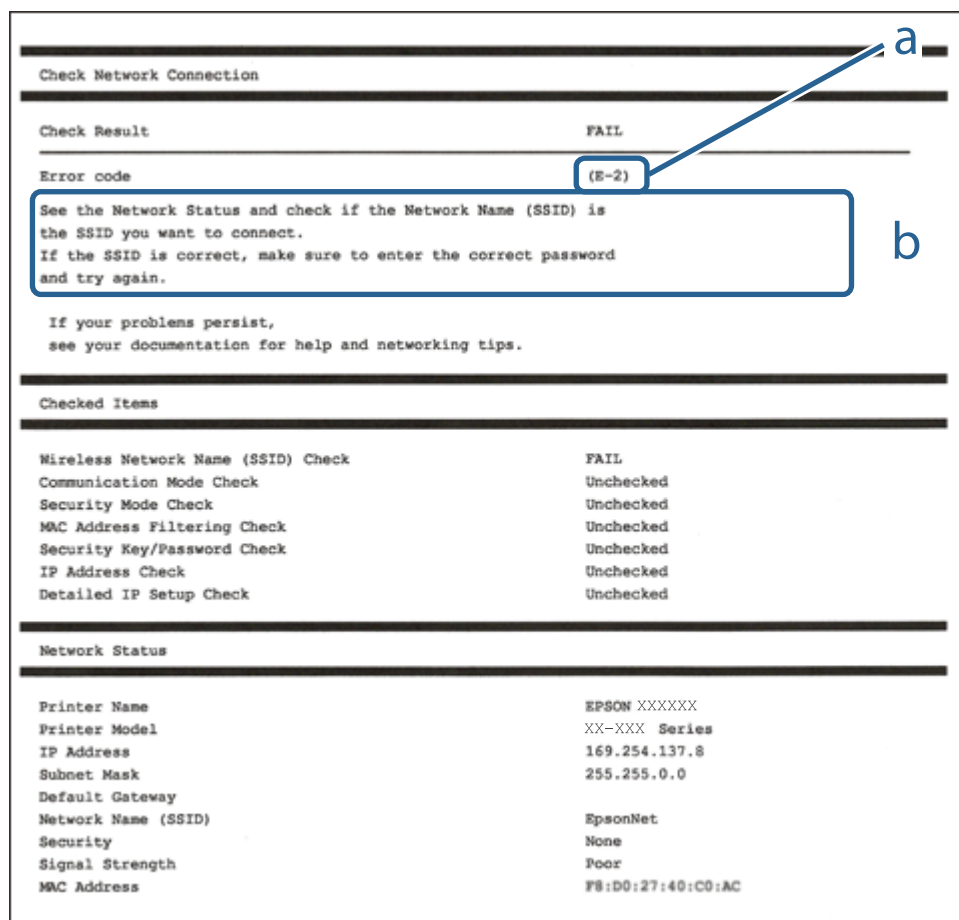 a
Check Network Connection
Check Result FAIL
Error code (E-2)
See the Network Status and check if the Network Name (SSID) is
the SSID you want to connect.
If the SSID is correct, make sure to enter the correct password
and try again.
b
If your problems persist,
see your documentation for help and networking tips.
Checked Items
Wireless Network Name (SSID) Check FAIL
Communication Mode Check Unchecked
Security Mode Check Unchecked
MAC Address Filtering Check Unchecked
Security Key/Password Check Unchecked
IP Address Check Unchecked
Detailed IP Setup Check Unchecked
Network Status
Printer Name EPSON XXXXXX
Printer Model XX-XXX Series
IP Address 169.254.137.8
Subnet Mask 255.255.0.0
Default Gateway
Network Name (SSID) EpsonNet
Security None
Signal Strength Poor
MAC Address F8:D0:27:40:C0:AC